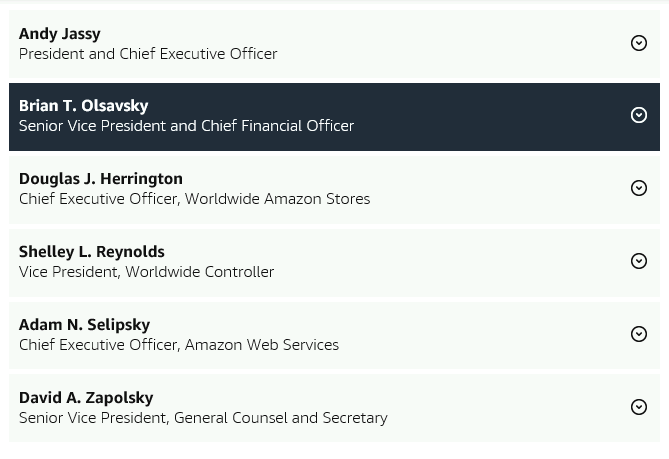 Andy Jassy
President and Chief Executive Officer
Brian T. Olsavsky
Senior Vice President and Chief Financial Officer
Douglas J. Herrington
Chief Executive Officer, Worldwide Amazon Stores
Shelley L. Reynolds
Vice President, Worldwide Controller
Adam N. Selipsky
Chief Executive Officer, Amazon Web Services
David A. Zapolsky
Senior Vice President, General Counsel and Secretary